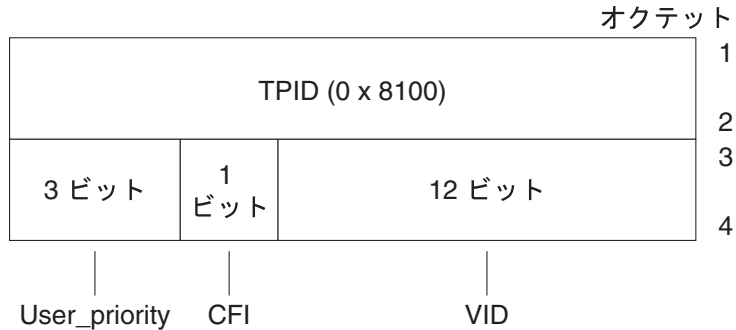 オクテット
1
TPID (0 x 8100)
2
3
3 ビット
1
ビット
12 ビット
4
User_priority
CFI
VID